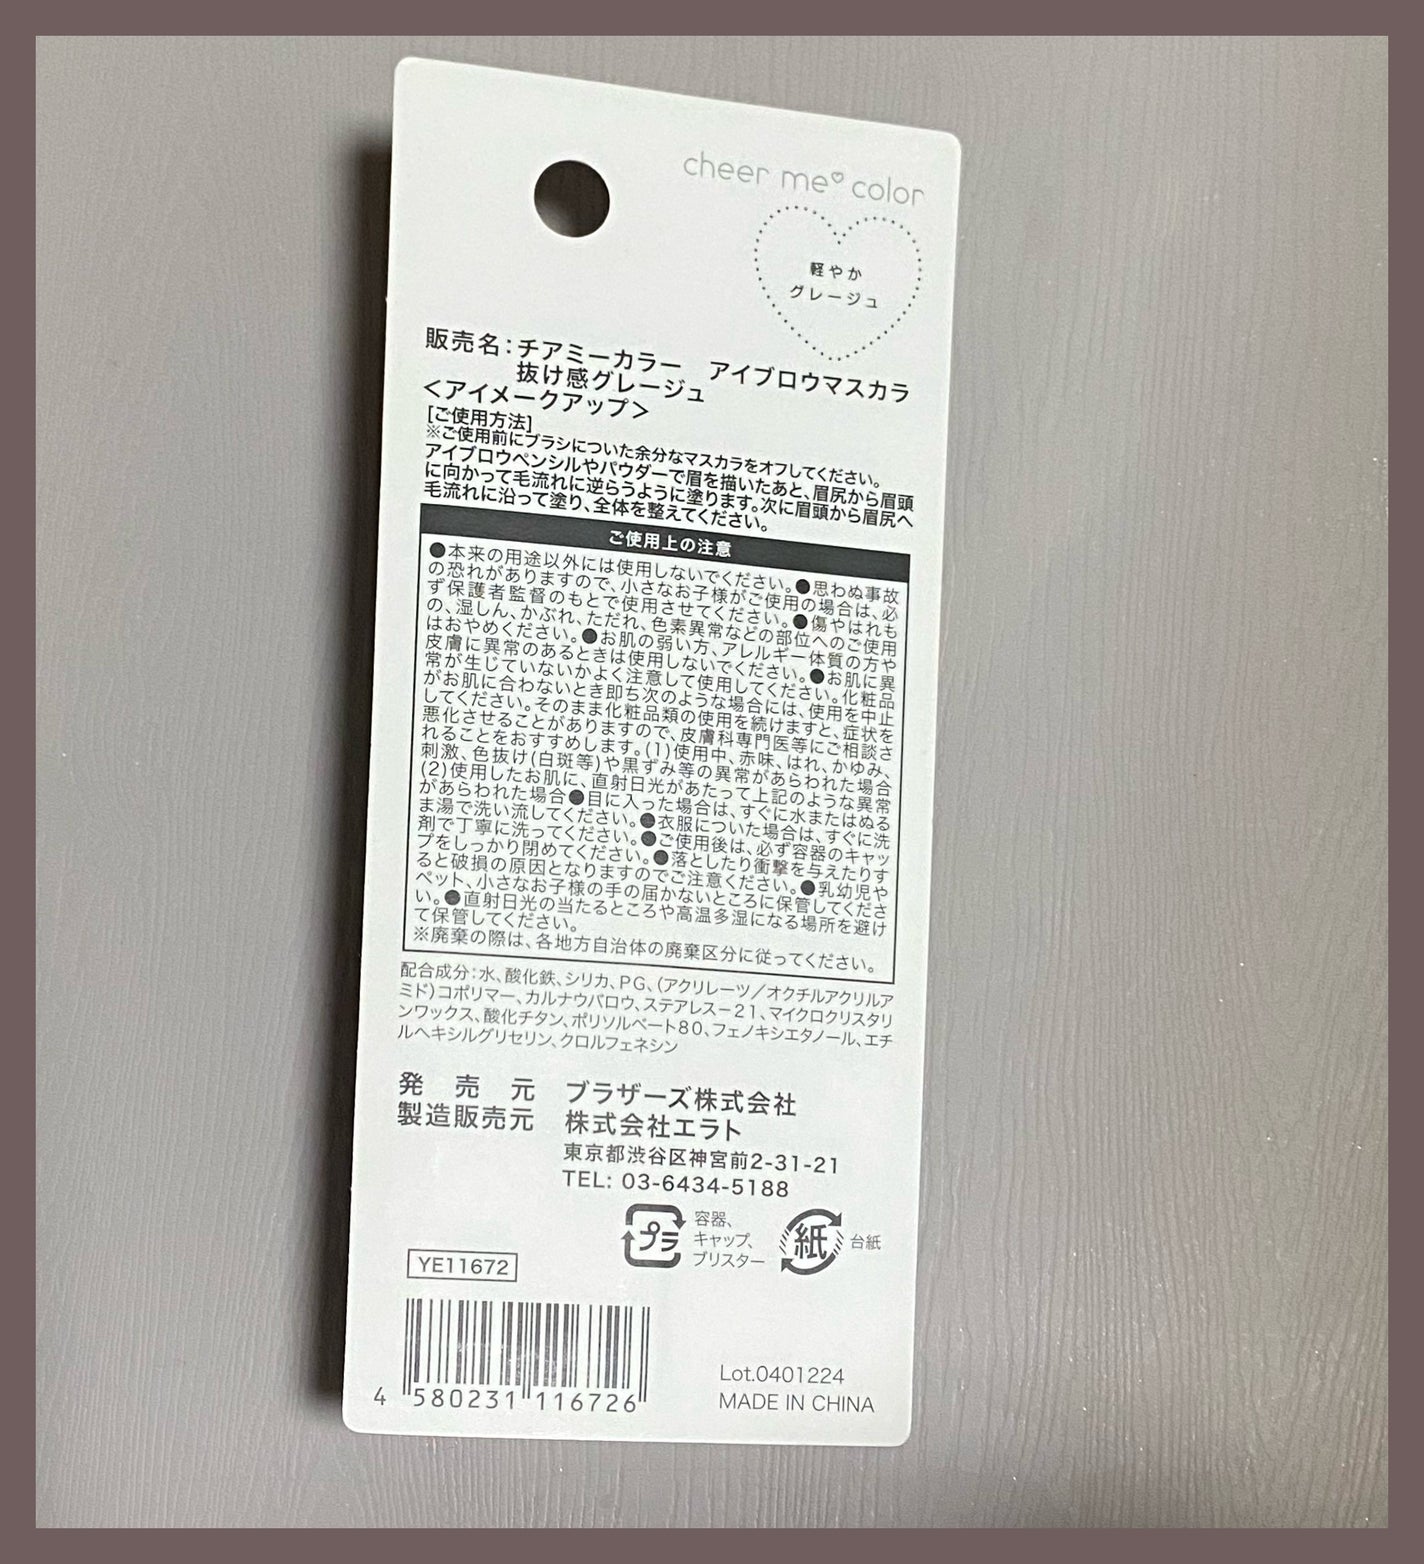 cheer me♡ color
軽やか
グレージュ
販売名：チアミーカラー　アイブロウマスカラ
抜け感グレージュ
＜アイメークアップ＞
[ご使用方法]
※ご使用前にブラシについた余分なマスカラをオフしてください。
アイブロウペンシルやパウダーで眉を描いたあと、眉尻から眉頭
に向かって毛流れに逆らうように塗ります。次に眉頭から眉尻へ
毛流れに沿って塗り、全体を整えてください。
ご使用上の注意
●本来の用途以外には使用しないでください。●思わぬ事故
の恐れがありますので、小さなお子様がご使用の場合は、必
ず保護者監督のもとで使用させてください。●傷やはれも
の、湿しん、かぶれ、ただれ、色素異常などの部位へのご使用
はおやめください。●お肌の弱い方、アレルギー体質の方や
皮膚に異常のあるときは使用しないでください。●お肌に異
常が生じていないかよく注意して使用してください。化粧品
がお肌に合わないとき即ち次のような場合には、使用を中止
してください。そのまま化粧品類の使用を続けますと、症状を
悪化させることがありますので、皮膚科専門医等にご相談さ
れることをおすすめします。(1)使用中、赤味、はれ、かゆみ、
刺激、色抜け(白斑等)や黒ずみ等の異常があらわれた場合
(2)使用したお肌に、直射日光があたって上記のような異常
があらわれた場合●目に入った場合は、すぐに水またはぬる
ま湯で洗い流してください。●衣服についた場合は、すぐに洗
剤で丁寧に洗ってください。●ご使用後は、必ず容器のキャッ
プをしっかり閉めてください。●落としたり衝撃を与えたりす
ると破損の原因となりますのでご注意ください。●乳幼児や
ペット、小さなお子様の手の届かないところに保管してくださ
い。●直射日光の当たるところや高温多湿になる場所を避け
て保管してください。
※廃棄の際は、各地方自治体の廃棄区分に従ってください。
配合成分：水、酸化鉄、シリカ、PG、(アクリレーツ／オクチルアクリルア
ミド)コポリマー、カルナウバロウ、ステアレス－21、マイクロクリスタリ
ンワックス、酸化チタン、ポリソルベート80、フェノキシエタノール、エチ
ルヘキシルグリセリン、クロルフェネシン
発　売　元　ブラザーズ株式会社
製造販売元　株式会社エラト
東京都渋谷区神宮前2-31-21
TEL: 03-6434-5188
プラ
容器、
キャップ、
ブリスター
紙
台紙
YE11672
4 580231 116726
Lot.0401224
MADE IN CHINA